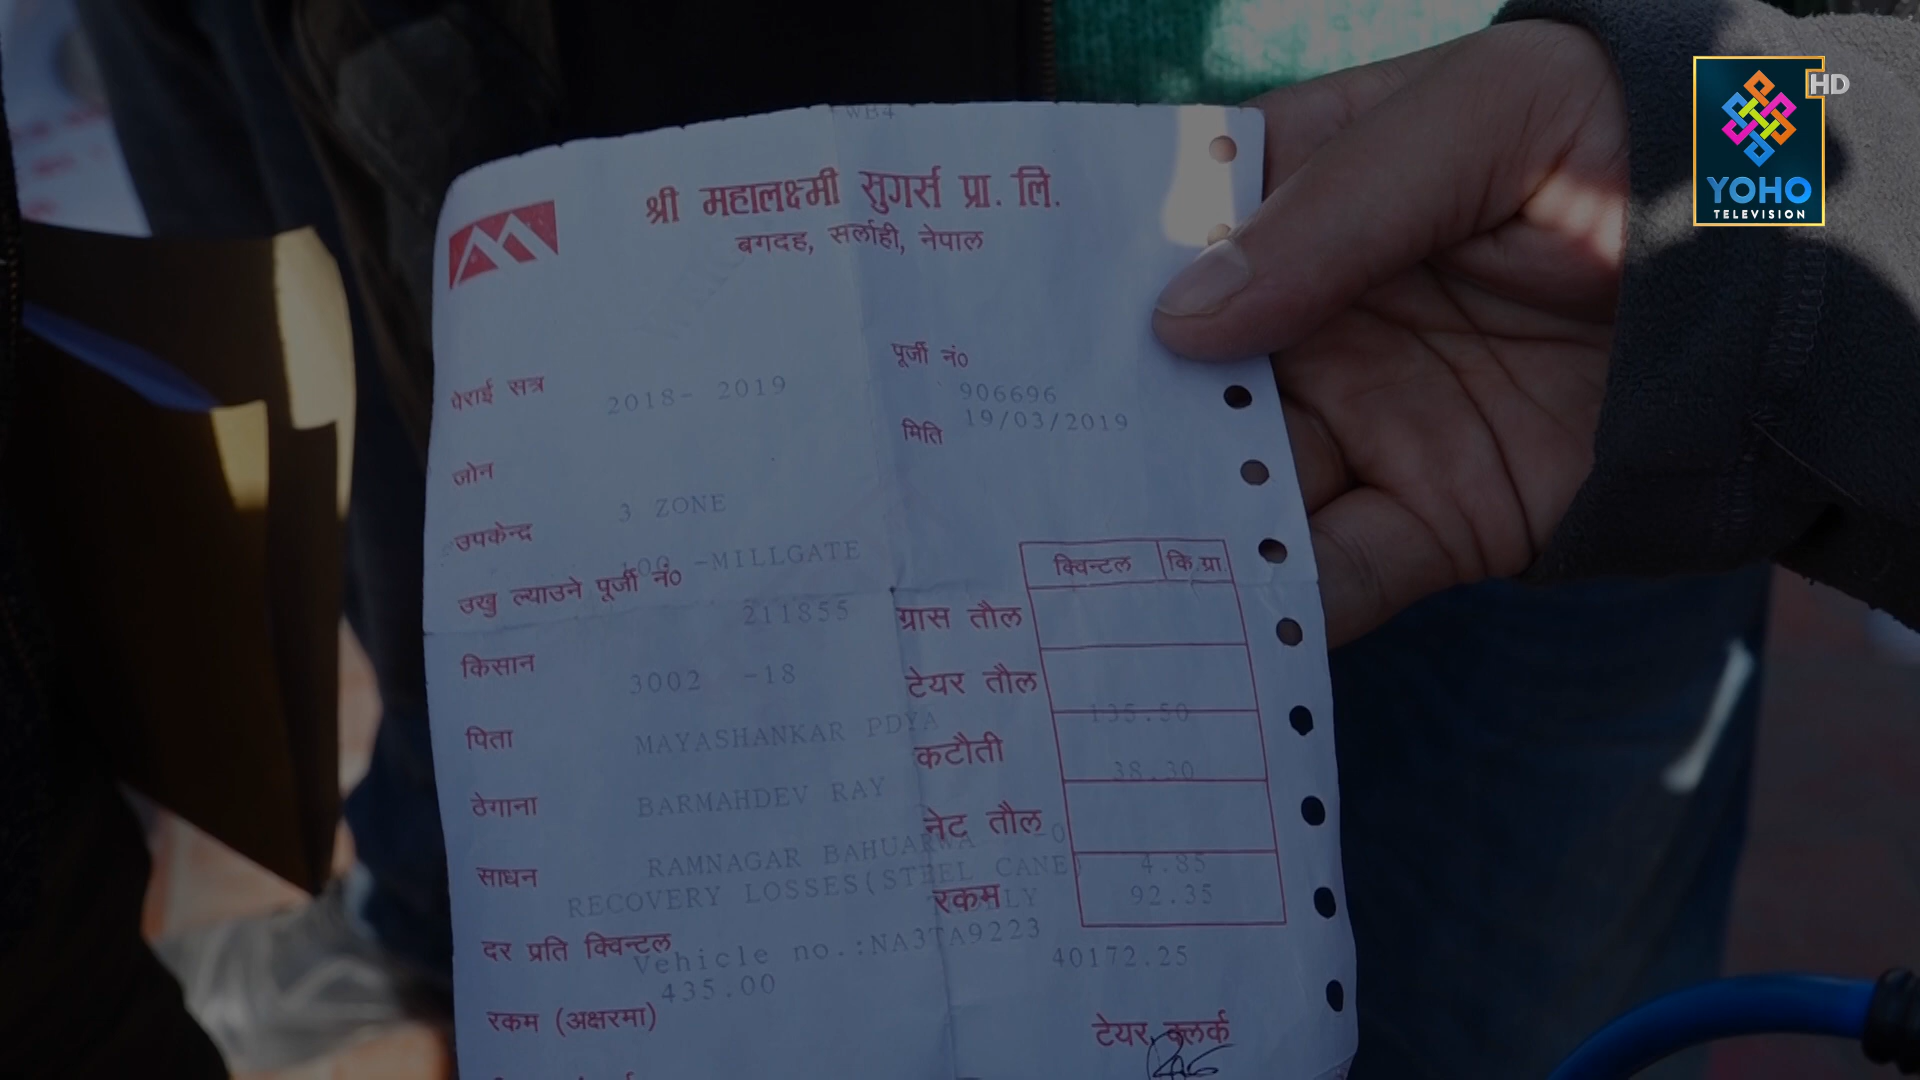 WB4
श्री महालक्ष्मी सुगर्स प्रा. लि.
बगदह, सर्लाही, नेपाल
पेराई सत्र 2018- 2019
पूर्जी नं० 906696
मिति 19/03/2019
जोन 3 ZONE
उपकेन्द्र 100 -MILLGATE
उखु ल्याउने पूर्जी नं० 211855
किसान 3002 -18
MAYASHANKAR PDYA
पिता BARMAHDEV RAY
ठेगाना RAMNAGAR BAHUARWA
साधन
RECOVERY LOSSES(STEEL CANE)
Vehicle no.:NA3TA9223
दर प्रति क्विन्टल 435.00
रकम (अक्षरमा)
क्विन्टल कि.ग्रा.
ग्रास तौल 135.50
टेयर तौल 38.30
कटौती 4.85
नेट तौल 92.35
रकम 40172.25
टेयर क्लर्क
YOHO
TELEVISION
HD